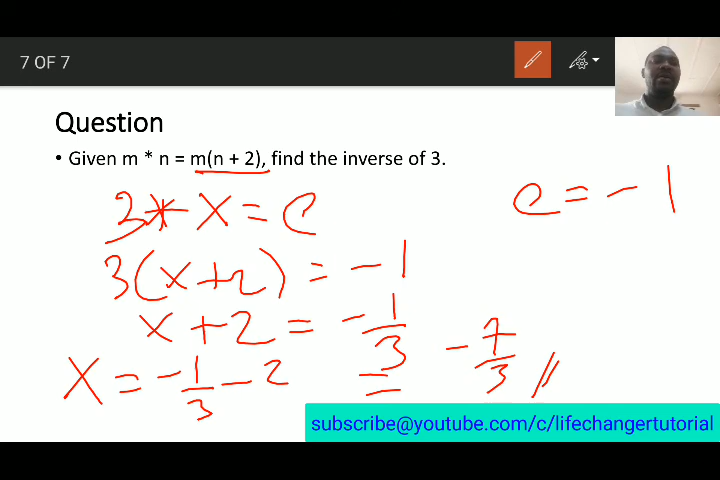 7 OF 7
Question
• Given m * n = m(n + 2), find the inverse of 3.
3 * X = e
e = -1
3(x+2) = -1
x + 2 = -1/3
X = -1/3 - 2 = -7/3 //
subscribe@youtube.com/c/lifechangertutorial